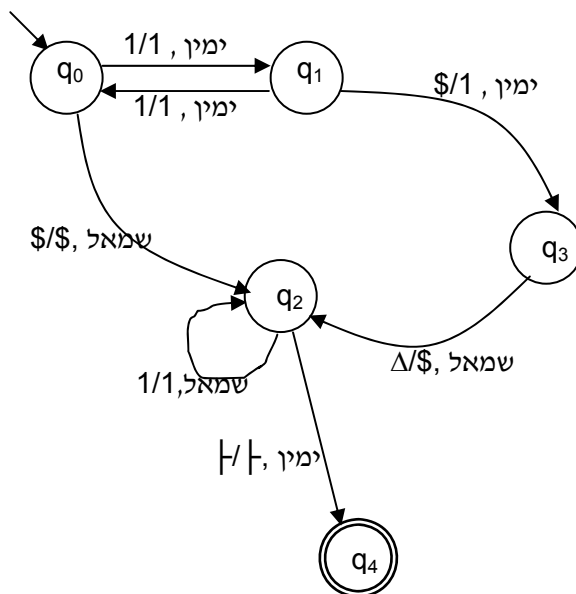 1/1 , ימין
q0
q1
1/1 , ימין
$/1 , ימין
$/$, שמאל
q3
q2
1/1,שמאל
Δ/$, שמאל
├/├, ימין
q4